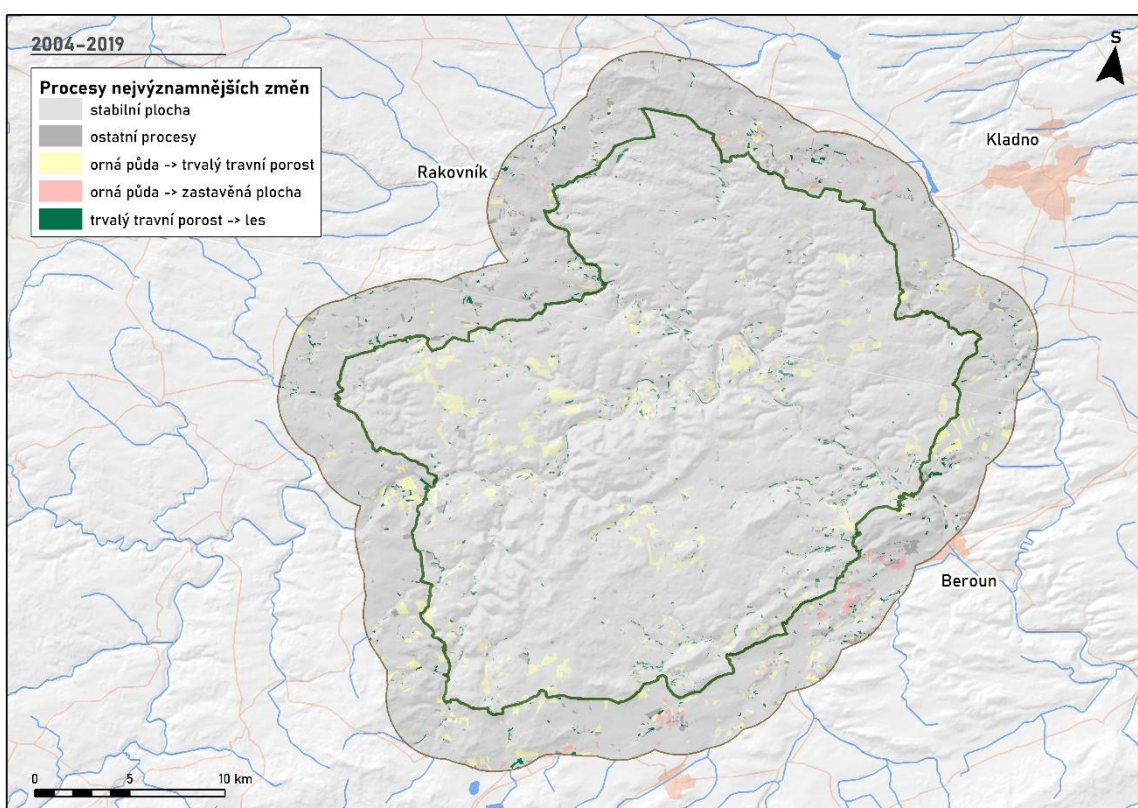 2004–2019
S
Procesy nejvýznamnějších změn
stabilní plocha
ostatní procesy
orná půda -> trvalý travní porost
orná půda -> zastavěná plocha
trvalý travní porost -> les
Kladno
Rakovník
Beroun
0 5 10 km